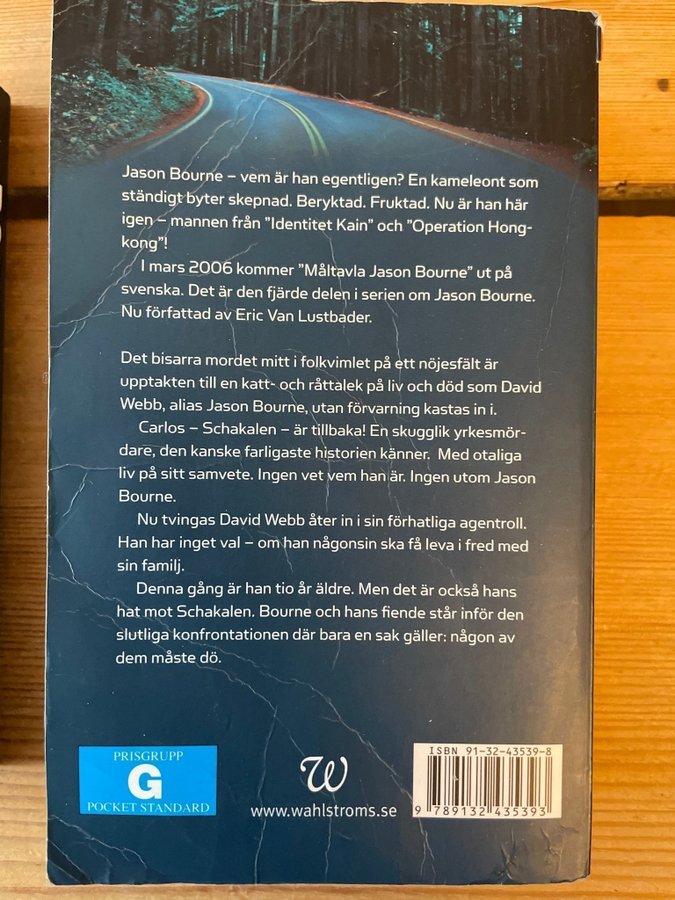 Jason Bourne – vem är han egentligen? En kameleont som
ständigt byter skepnad. Beryktad. Fruktad. Nu är han här
igen – mannen från ”Identitet Kain” och ”Operation Hong-
kong”!
I mars 2006 kommer ”Måltavla Jason Bourne” ut på
svenska. Det är den fjärde delen i serien om Jason Bourne.
Nu författad av Eric Van Lustbader.
Det bisarra mordet mitt i folkvimlet på ett nöjesfält är
upptakten till en katt- och råttalek på liv och död som David
Webb, alias Jason Bourne, utan förvarning kastas in i.
Carlos – Schakalen – är tillbaka! En skugglik yrkesmör-
dare, den kanske farligaste historien känner. Med otaliga
liv på sitt samvete. Ingen vet vem han är. Ingen utom Jason
Bourne.
Nu tvingas David Webb åter in i sin förhatliga agentroll.
Han har inget val – om han någonsin ska få leva i fred med
sin familj.
Denna gång är han tio år äldre. Men det är också hans
hat mot Schakalen. Bourne och hans fiende står inför den
slutliga konfrontationen där bara en sak gäller: någon av
dem måste dö.
PRISGRUPP
G
POCKET STANDARD
W
www.wahlstroms.se
ISBN 91-32-43539-8
9 789132 435393